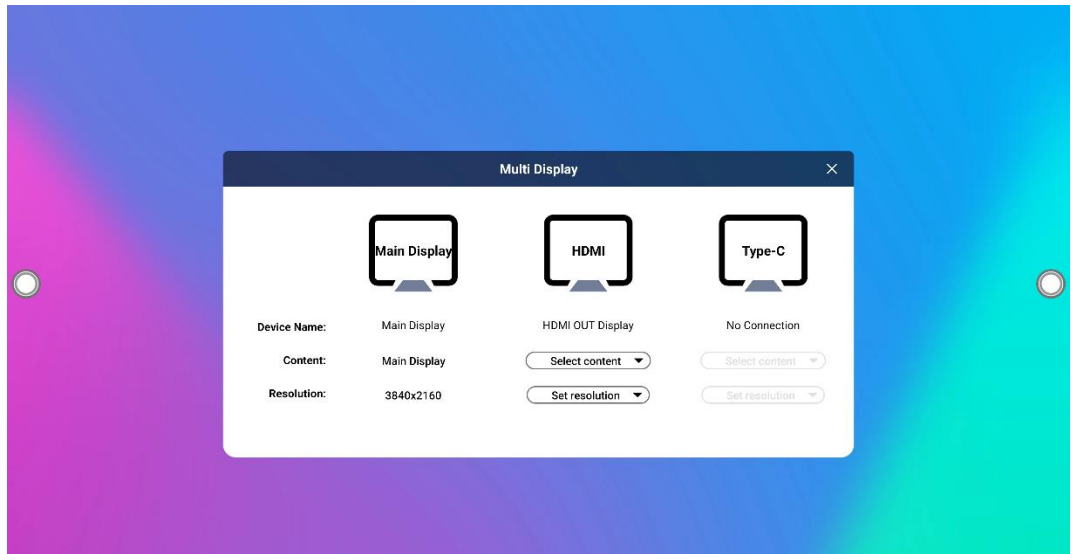 Multi Display
Main Display HDMI Type-C
Device Name: Main Display HDMI OUT Display No Connection
Content: Main Display Select content Select content
Resolution: 3840x2160 Set resolution Set resolution